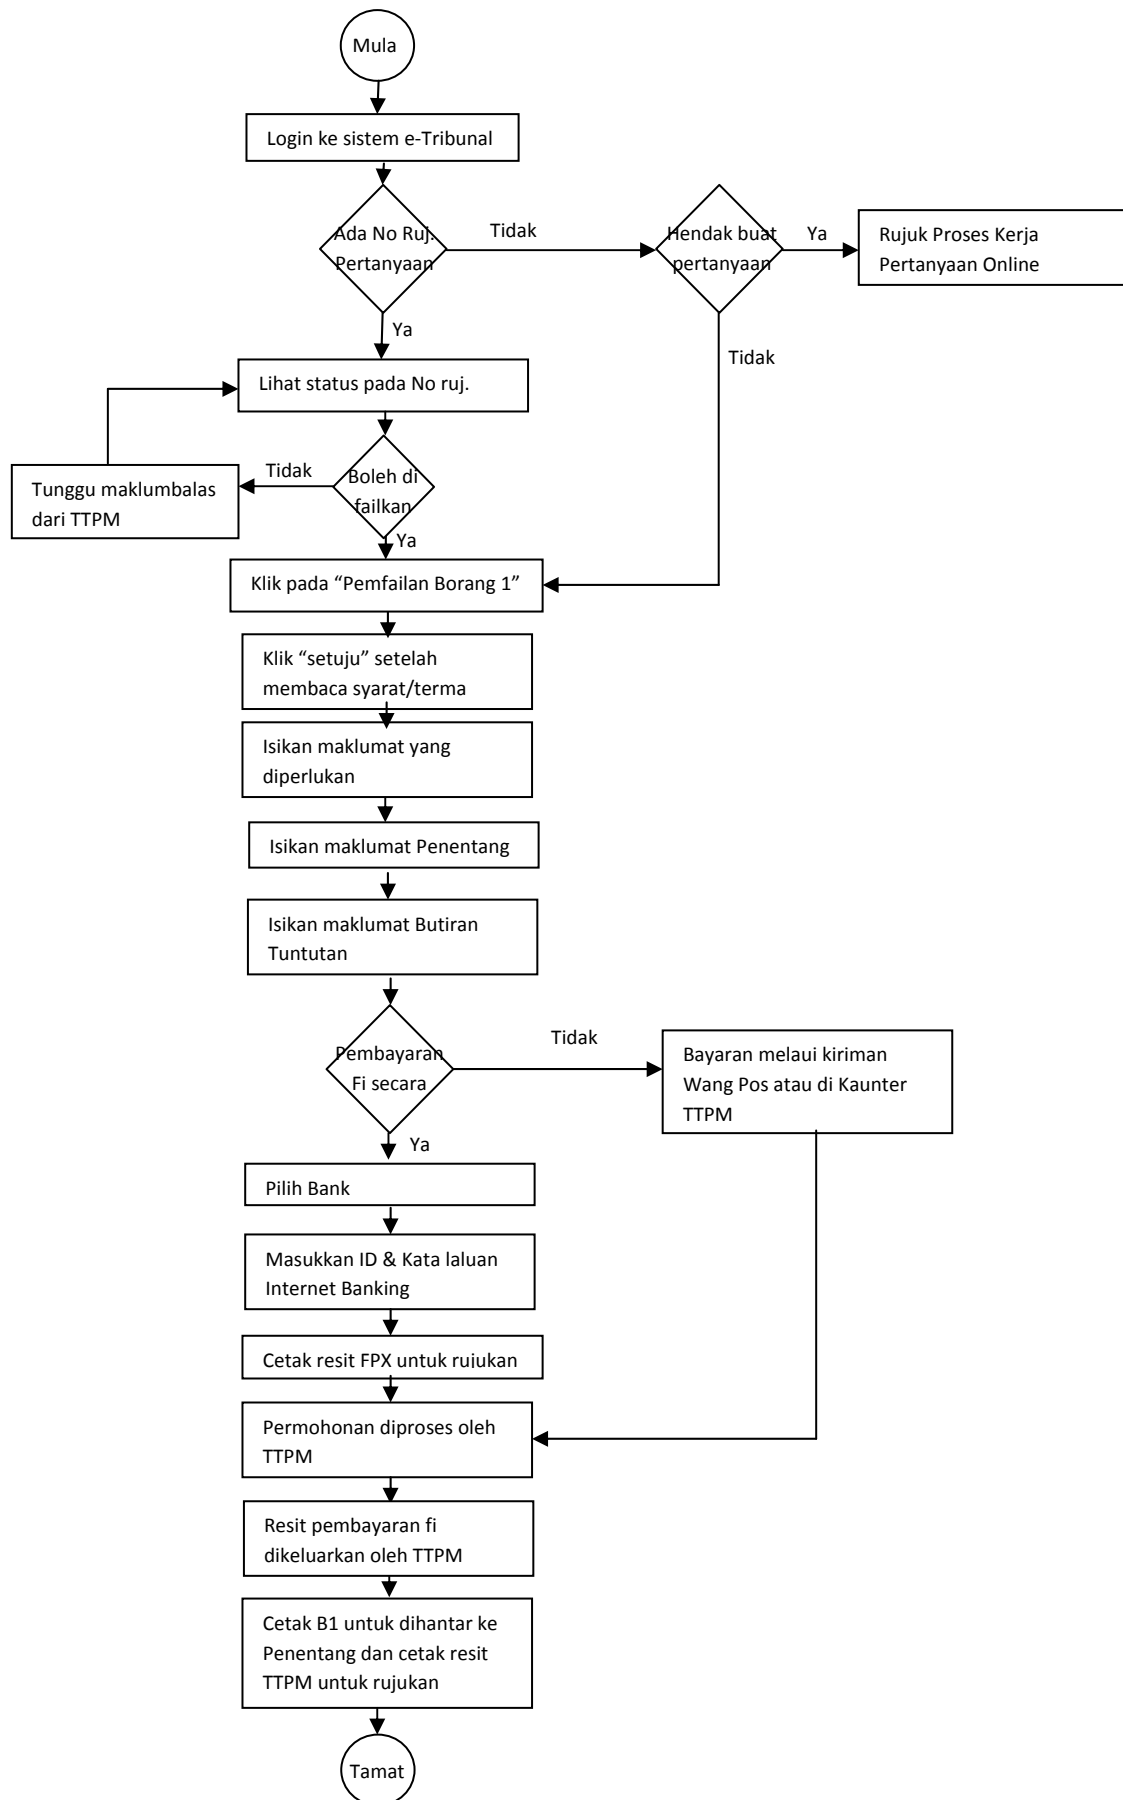 Mula
Login ke sistem e-Tribunal
Ada No Ruj.
Pertanyaan
Tidak
Hendak buat
pertanyaan
Ya
Rujuk Proses Kerja
Pertanyaan Online
Ya
Tidak
Lihat status pada No ruj.
Boleh di
failkan
Tidak
Tunggu maklumbalas
dari TTPM
Ya
Klik pada “Pemfailan Borang 1”
Klik “setuju” setelah
membaca syarat/terma
Isikan maklumat yang
diperlukan
Isikan maklumat Penentang
Isikan maklumat Butiran
Tuntutan
Pembayaran
Fi secara
Tidak
Bayaran melaui kiriman
Wang Pos atau di Kaunter
TTPM
Ya
Pilih Bank
Masukkan ID & Kata laluan
Internet Banking
Cetak resit FPX untuk rujukan
Permohonan diproses oleh
TTPM
Resit pembayaran fi
dikeluarkan oleh TTPM
Cetak B1 untuk dihantar ke
Penentang dan cetak resit
TTPM untuk rujukan
Tamat